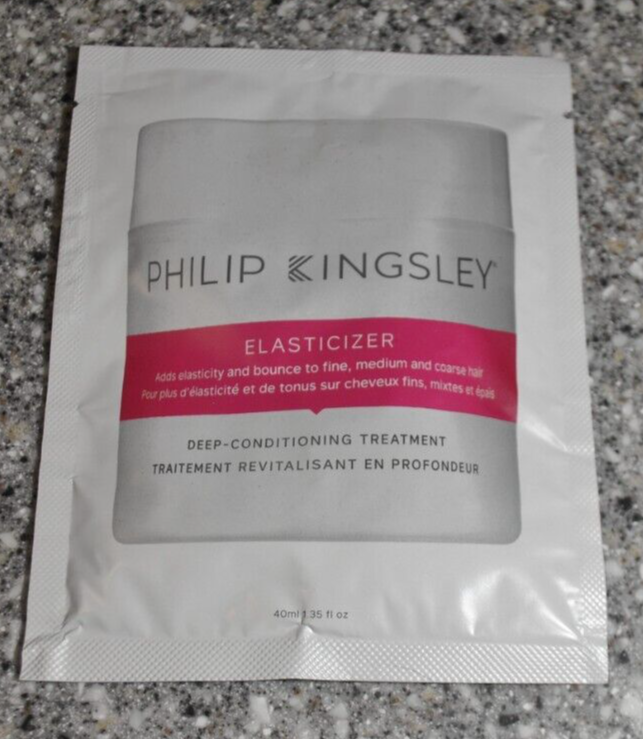 PHILIP KINGSLEY®
ELASTICIZER
Adds elasticity and bounce to fine, medium and coarse hair
Pour plus d'élasticité et de tonus sur cheveux fins, mixtes et épais
DEEP-CONDITIONING TREATMENT
TRAITEMENT REVITALISANT EN PROFONDEUR
40ml 1.35 fl oz